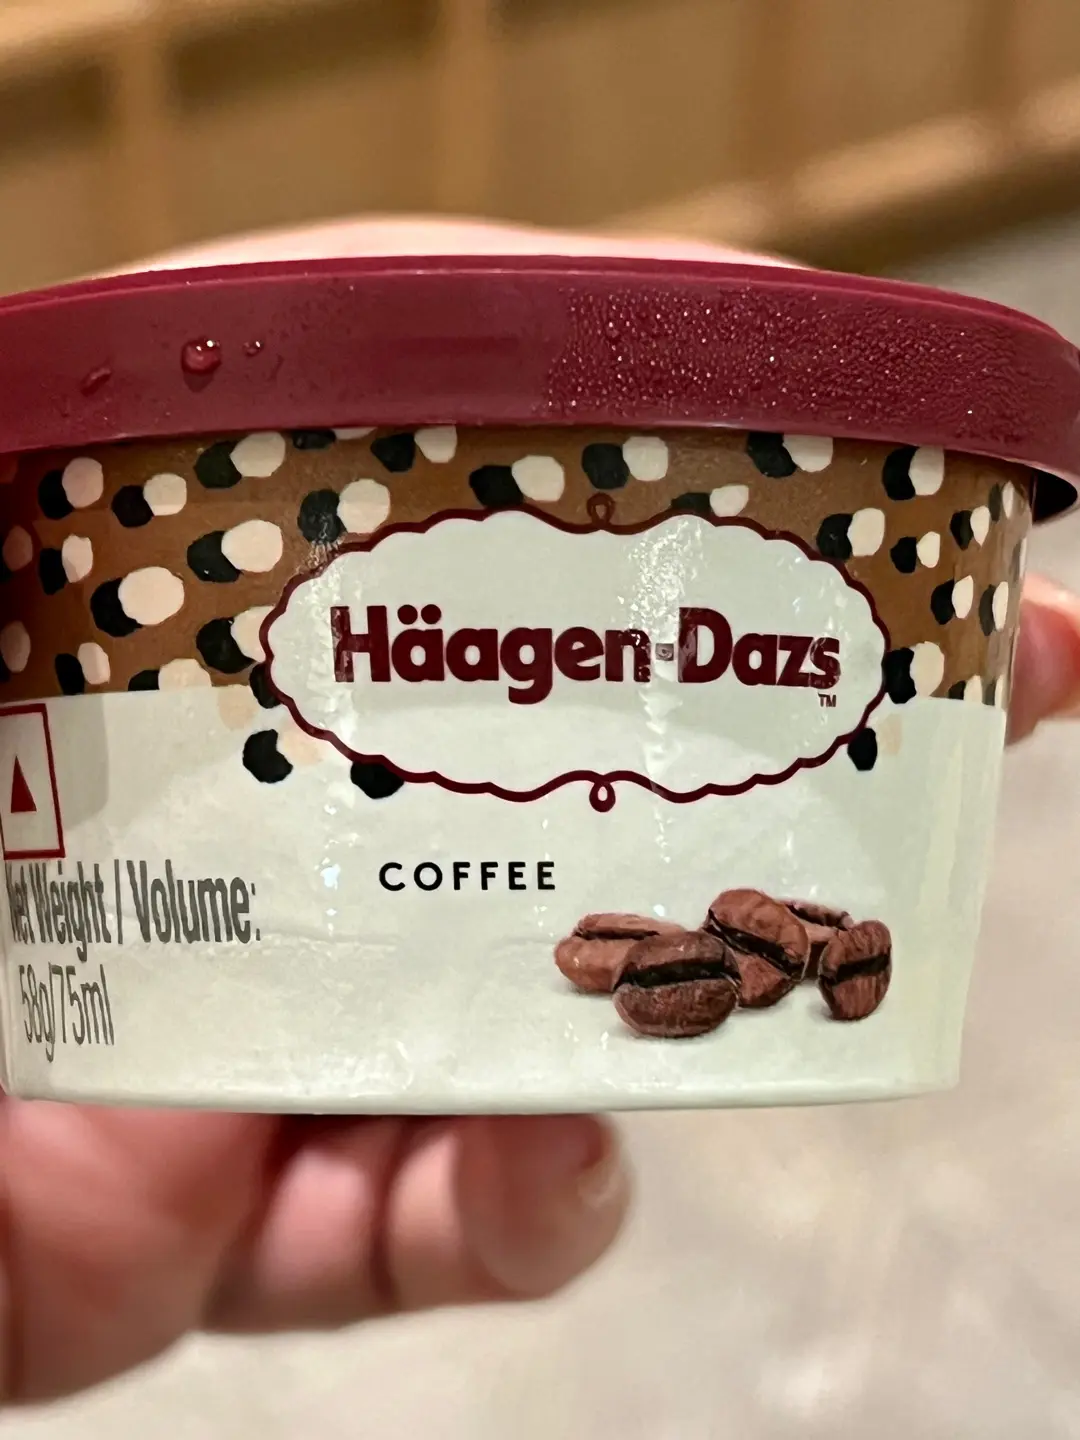 Häagen-Dazs
TM
COFFEE
Net Weight / Volume:
58g/75ml